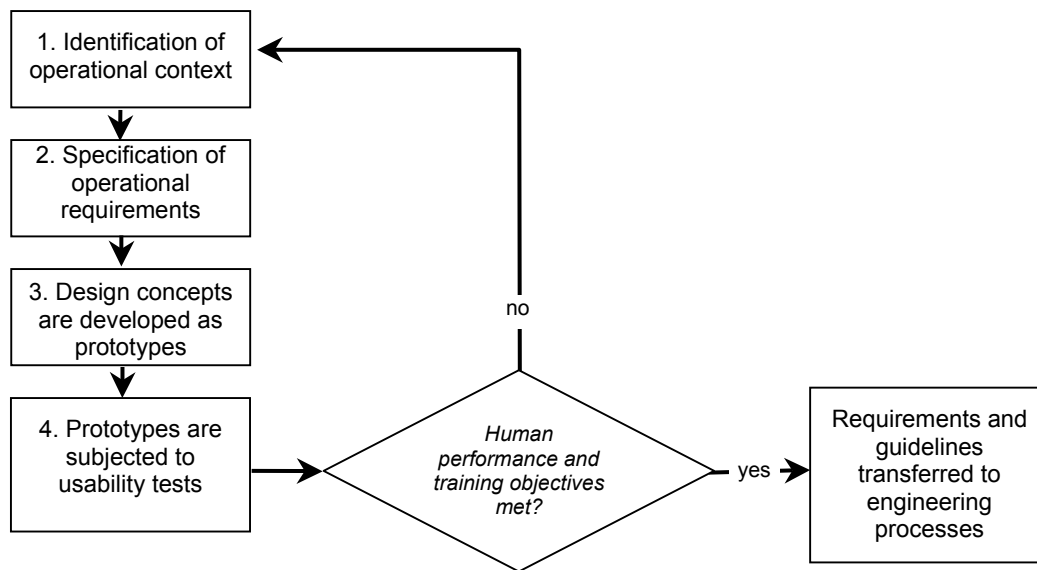 1. Identification of
operational context
2. Specification of
operational
requirements
3. Design concepts
are developed as
prototypes
4. Prototypes are
subjected to
usability tests
no
Human
performance and
training objectives
met?
yes
Requirements and
guidelines
transferred to
engineering
processes